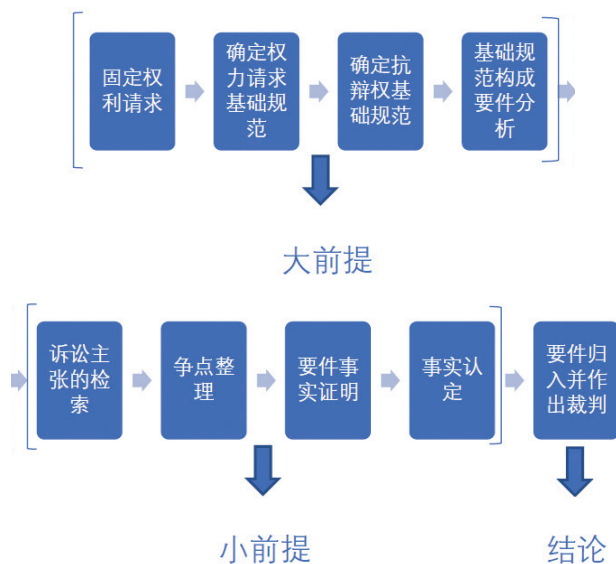 固定权
利请求
确定权
力请求
基础规
范
确定抗
辩权基
础规范
基础规
范构成
要件分
析
大前提
诉讼主
张的检
索
争点整
理
要件事
实证明
事实认
定
要件归
入并作
出裁判
小前提
结论